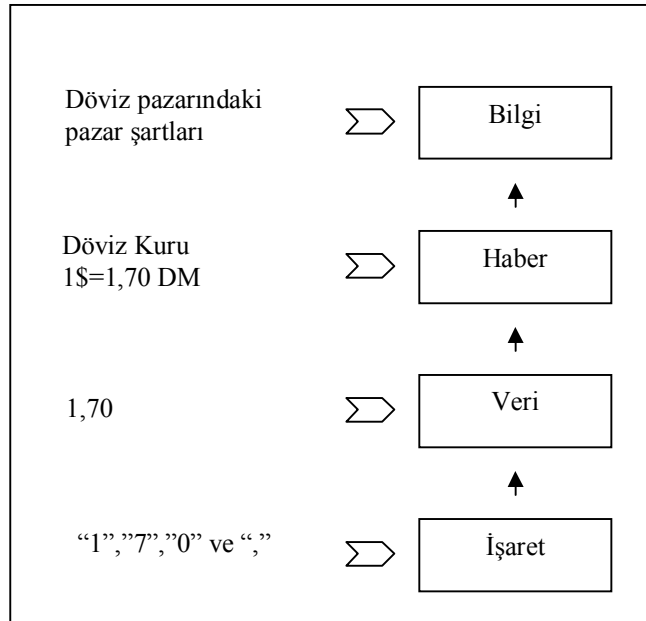 Döviz pazarındaki
pazar şartları
Bilgi
Döviz Kuru
1$=1,70 DM
Haber
1,70
Veri
“1”,”7”,”0” ve “,”
İşaret